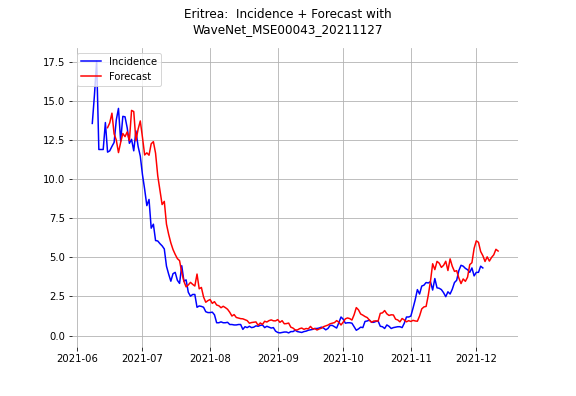 Eritrea:  Incidence + Forecast with
WaveNet_MSE00043_20211127
Incidence
Forecast
17.5
15.0
12.5
10.0
7.5
5.0
2.5
0.0
2021-06 2021-07 2021-08 2021-09 2021-10 2021-11 2021-12